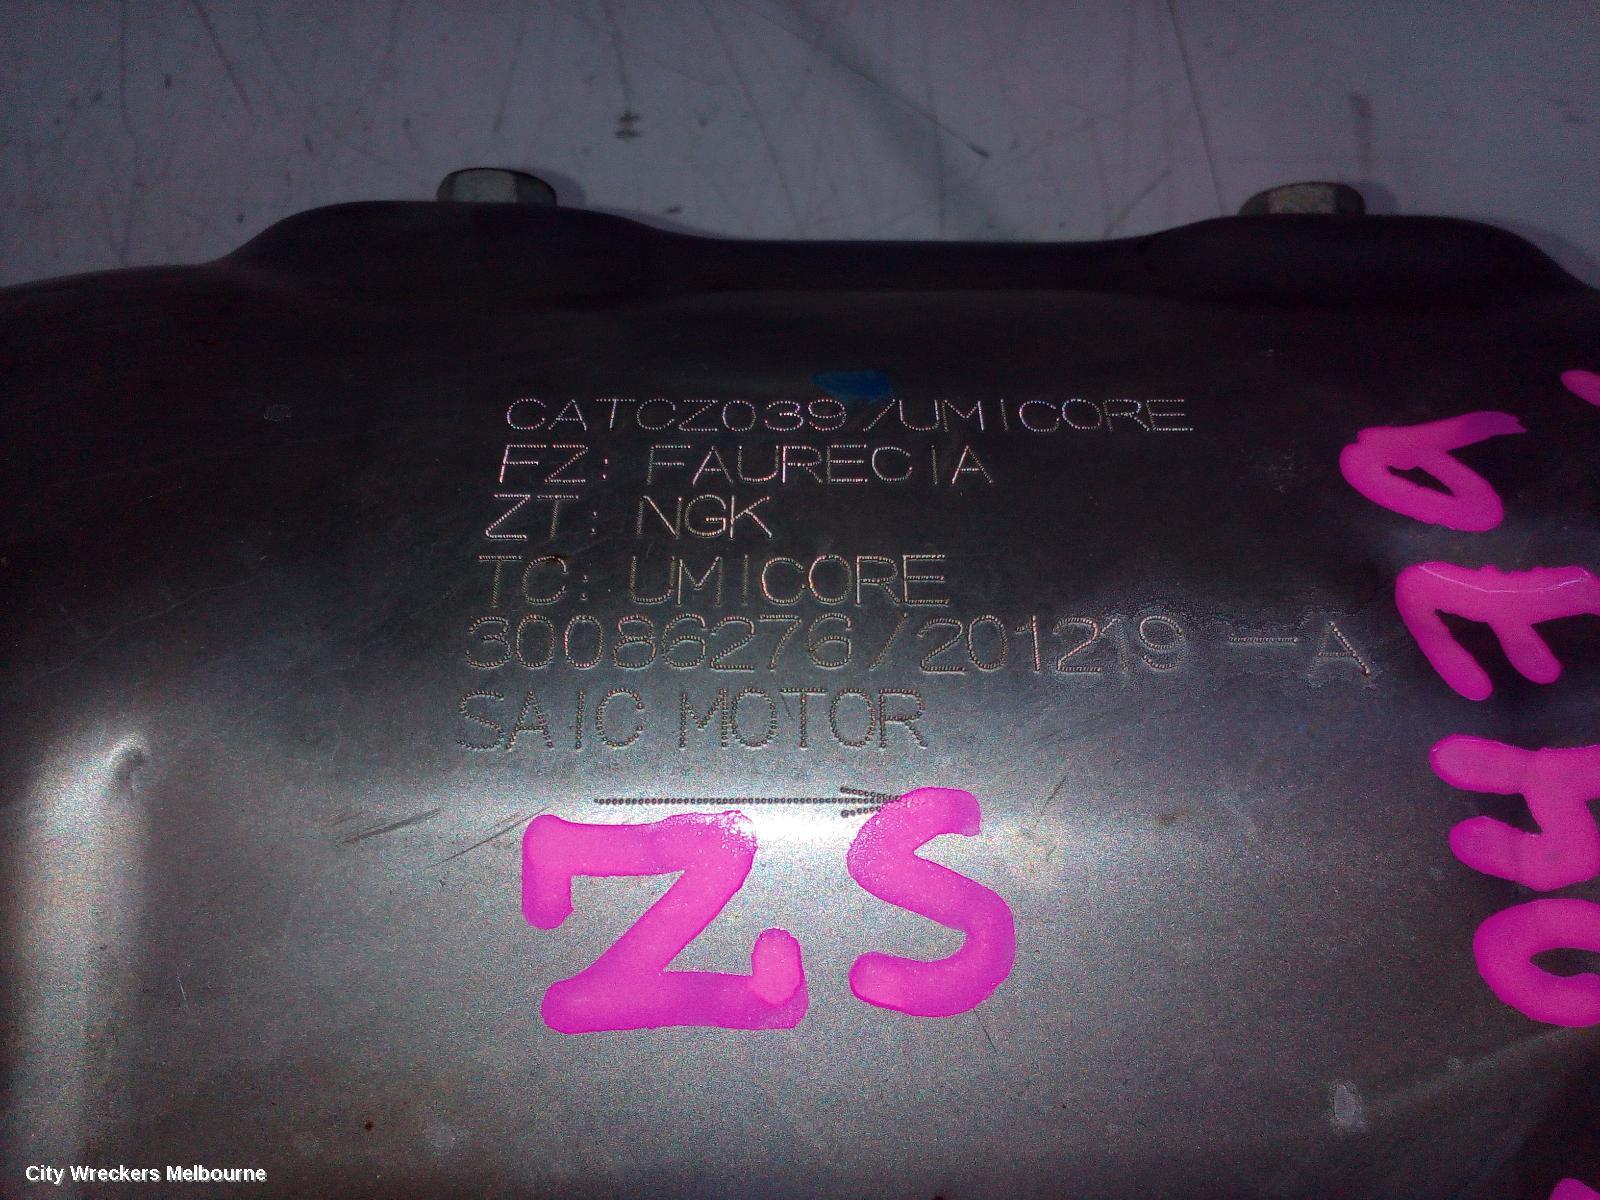 CATCZ039/UMICORE
FZ: FAURECIA
ZT: NGK
TC: UMICORE
30086276/201219-A
SAIC MOTOR
ZS
City Wreckers Melbourne